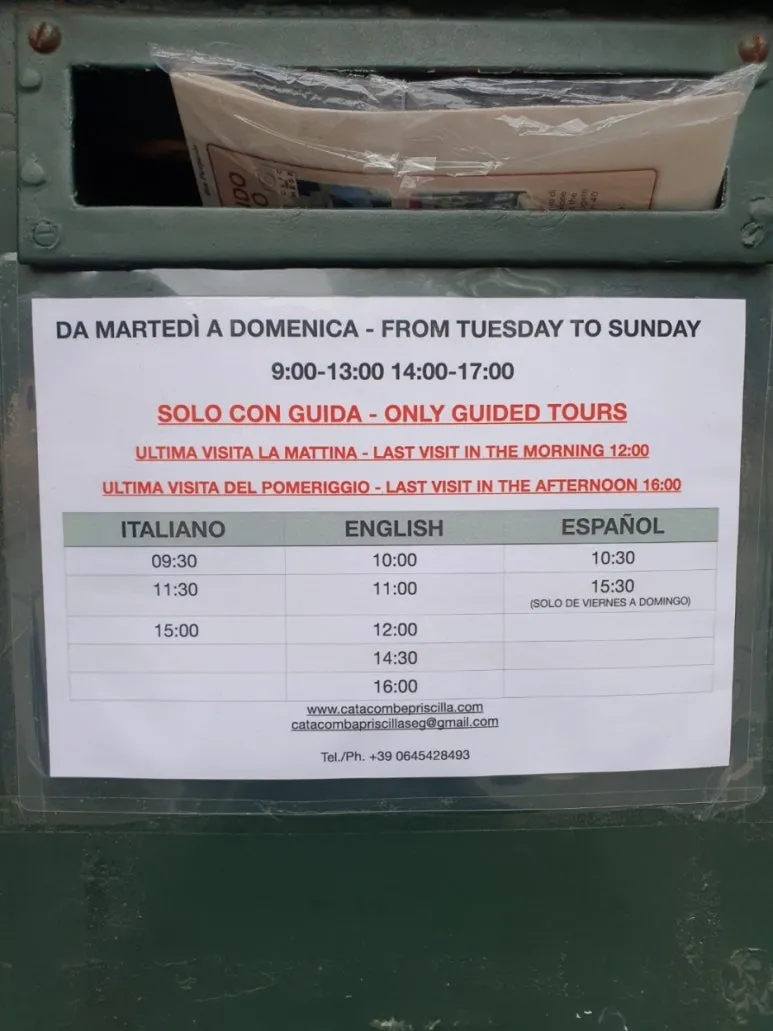 DA MARTEDÌ A DOMENICA - FROM TUESDAY TO SUNDAY
9:00-13:00 14:00-17:00
SOLO CON GUIDA - ONLY GUIDED TOURS
ULTIMA VISITA LA MATTINA - LAST VISIT IN THE MORNING 12:00
ULTIMA VISITA DEL POMERIGGIO - LAST VISIT IN THE AFTERNOON 16:00
ITALIANO ENGLISH ESPAÑOL
09:30 10:00 10:30
11:30 11:00 15:30
(SOLO DE VIERNES A DOMINGO)
15:00 12:00
14:30
16:00
www.catacombepriscilla.com
catacombapriscillaseg@gmail.com
Tel./Ph. +39 0645428493